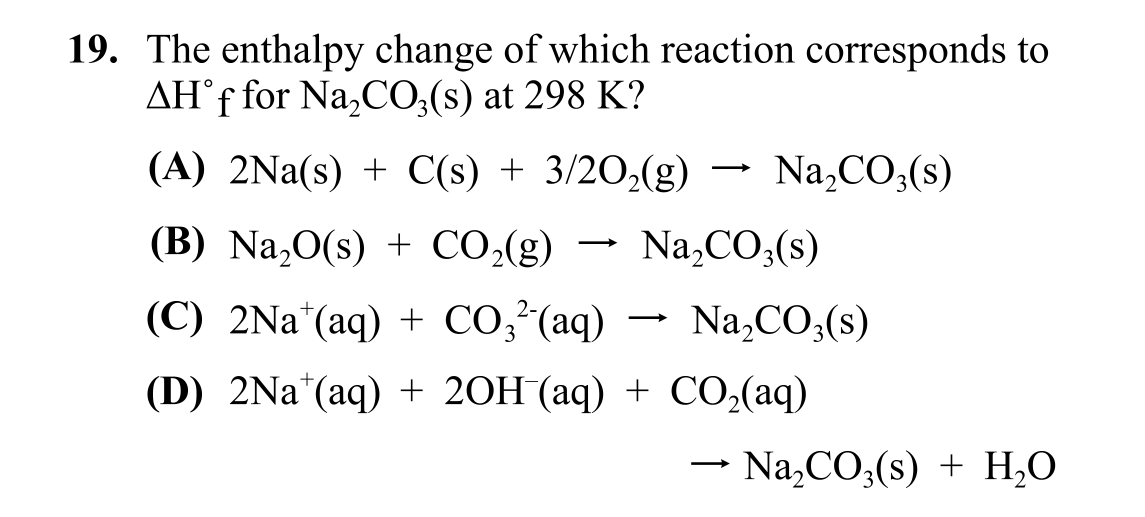 19. The enthalpy change of which reaction corresponds to
ΔH°f for Na₂CO₃(s) at 298 K?
(A) 2Na(s) + C(s) + 3/2O₂(g) → Na₂CO₃(s)
(B) Na₂O(s) + CO₂(g) → Na₂CO₃(s)
(C) 2Na⁺(aq) + CO₃²⁻(aq) → Na₂CO₃(s)
(D) 2Na⁺(aq) + 2OH⁻(aq) + CO₂(aq)
→ Na₂CO₃(s) + H₂O